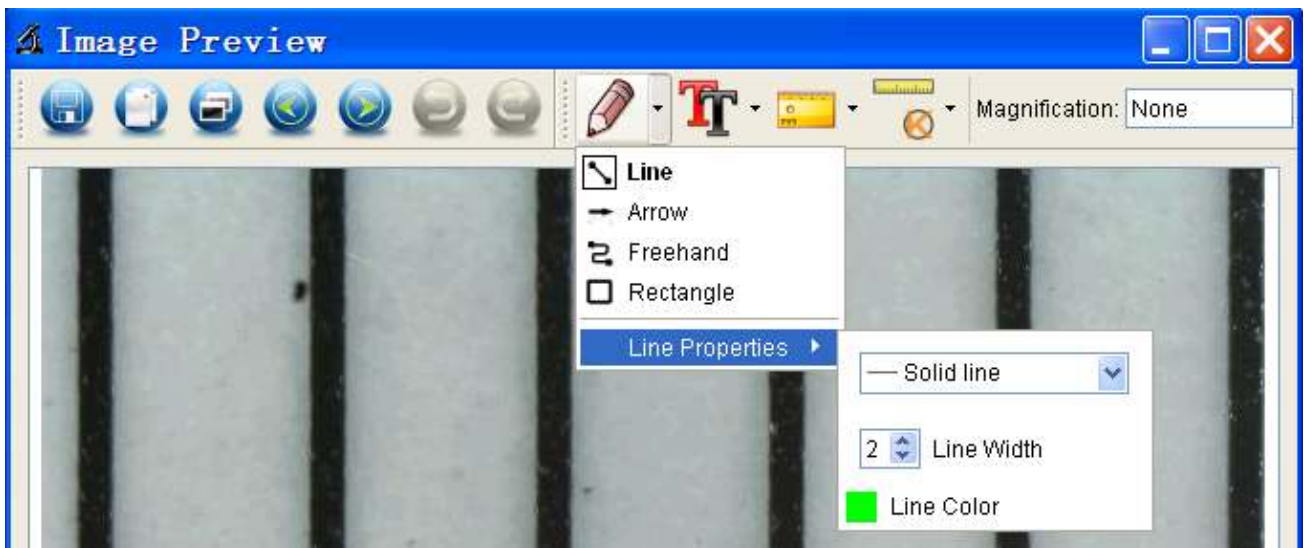 Image Preview
Magnification: None
Line
Arrow
Freehand
Rectangle
Line Properties
Solid line
2 Line Width
Line Color